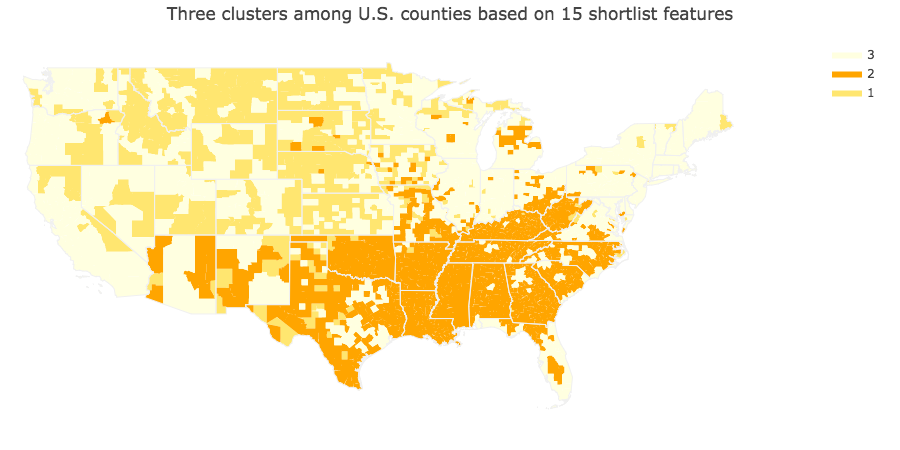 Three clusters among U.S. counties based on 15 shortlist features
3
2
1